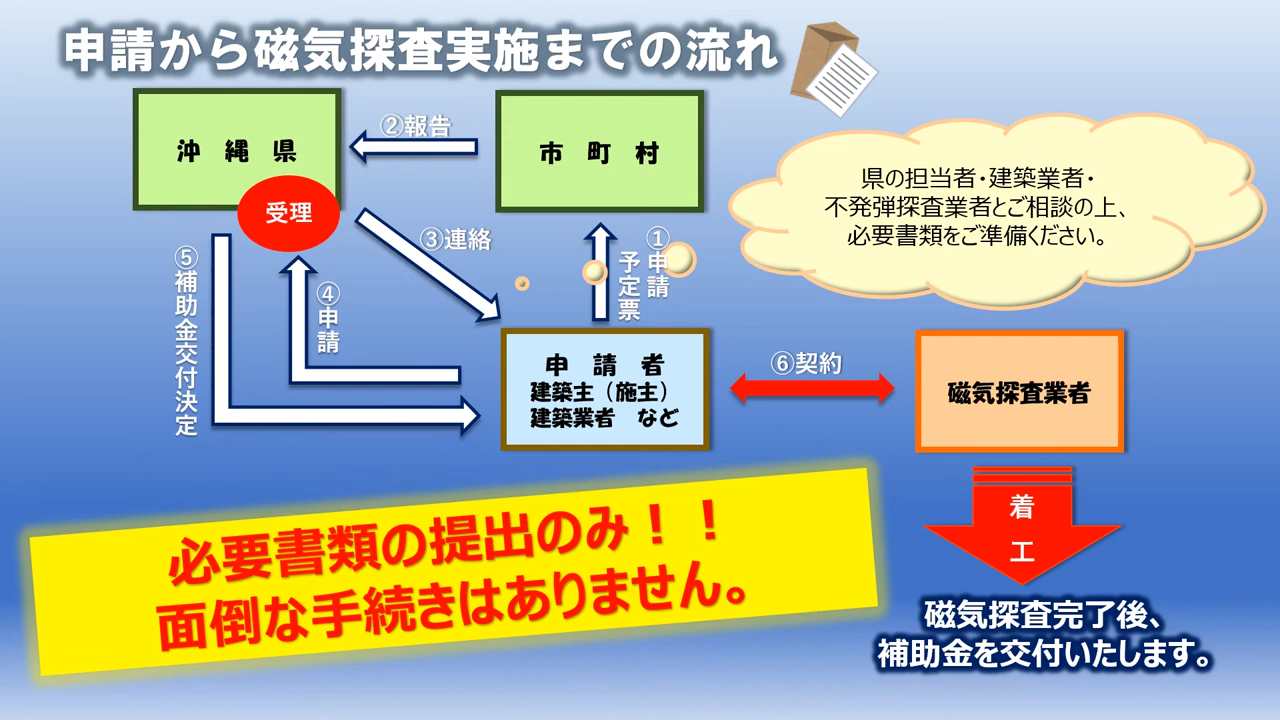 申請から磁気探査実施までの流れ
沖縄県
②報告
市町村
受理
県の担当者・建築業者・
不発弾探査業者とご相談の上、
必要書類をご準備ください。
③連絡
①申請
予定票
④申請
⑤補助金交付決定
申請者
建築主（施主）
建築業者　など
⑥契約
磁気探査業者
着
工
必要書類の提出のみ！！
面倒な手続きはありません。
磁気探査完了後、
補助金を交付いたします。